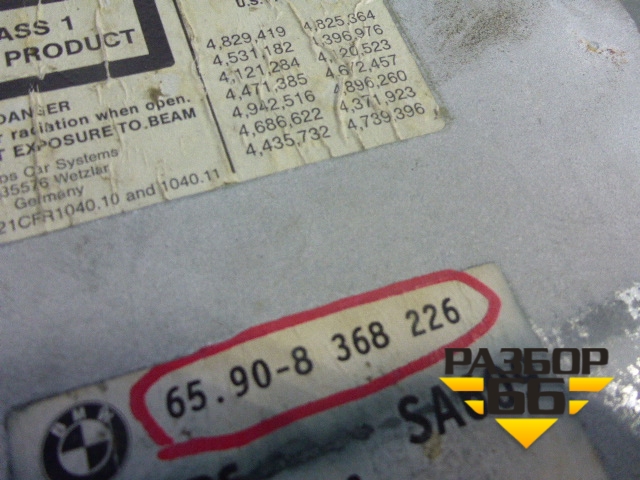 U.S.
4,829,419 4,825,364
4,531,182 396,976
4,121,284 523
4,471,385 4,672,457
4,942,516 4,896,260
4,686,622 4,371,923
4,435,732 4,739,396
ASS 1
PRODUCT
DANGER
radiation when open.
EXPOSURE TO BEAM
Car Systems
35576 Wetzlar
Germany
21CFR1040.10 and 1040.11
65.90-8 368 226
BMW
РАЗБОР
66